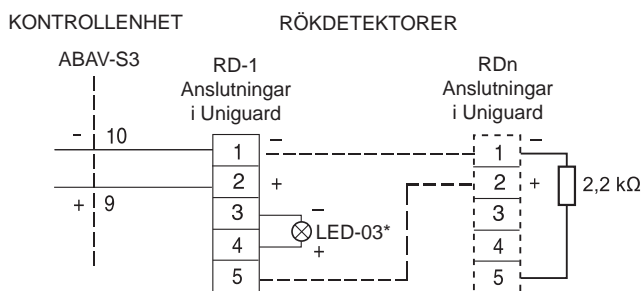 KONTROLLENHET RÖKDETEKTORER
ABAV-S3
RD-1
Anslutningar
i Uniguard
RDn
Anslutningar
i Uniguard
- 10
+ 9
1 −
2 +
3 −
4 +
5
LED-03*
1 −
2 +
3
4
5
2,2 kΩ